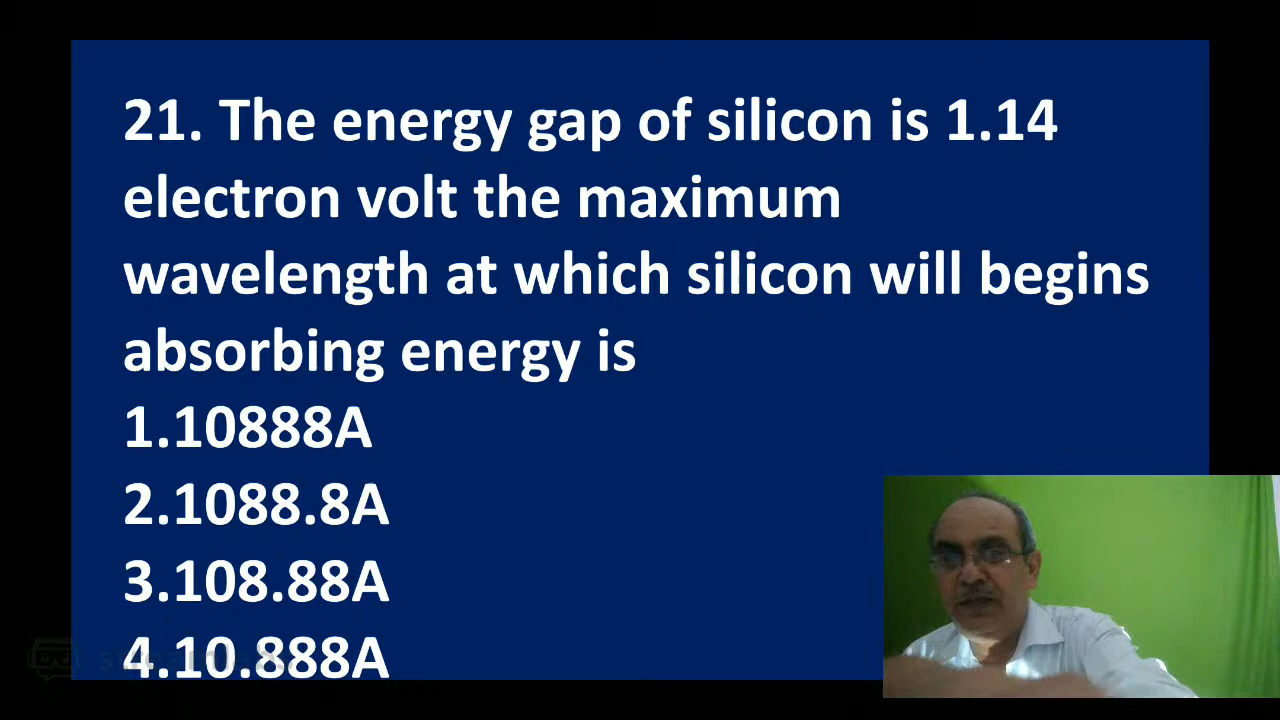 21. The energy gap of silicon is 1.14
electron volt the maximum
wavelength at which silicon will begins
absorbing energy is
1.10888A
2.1088.8A
3.108.88A
4.10.888A